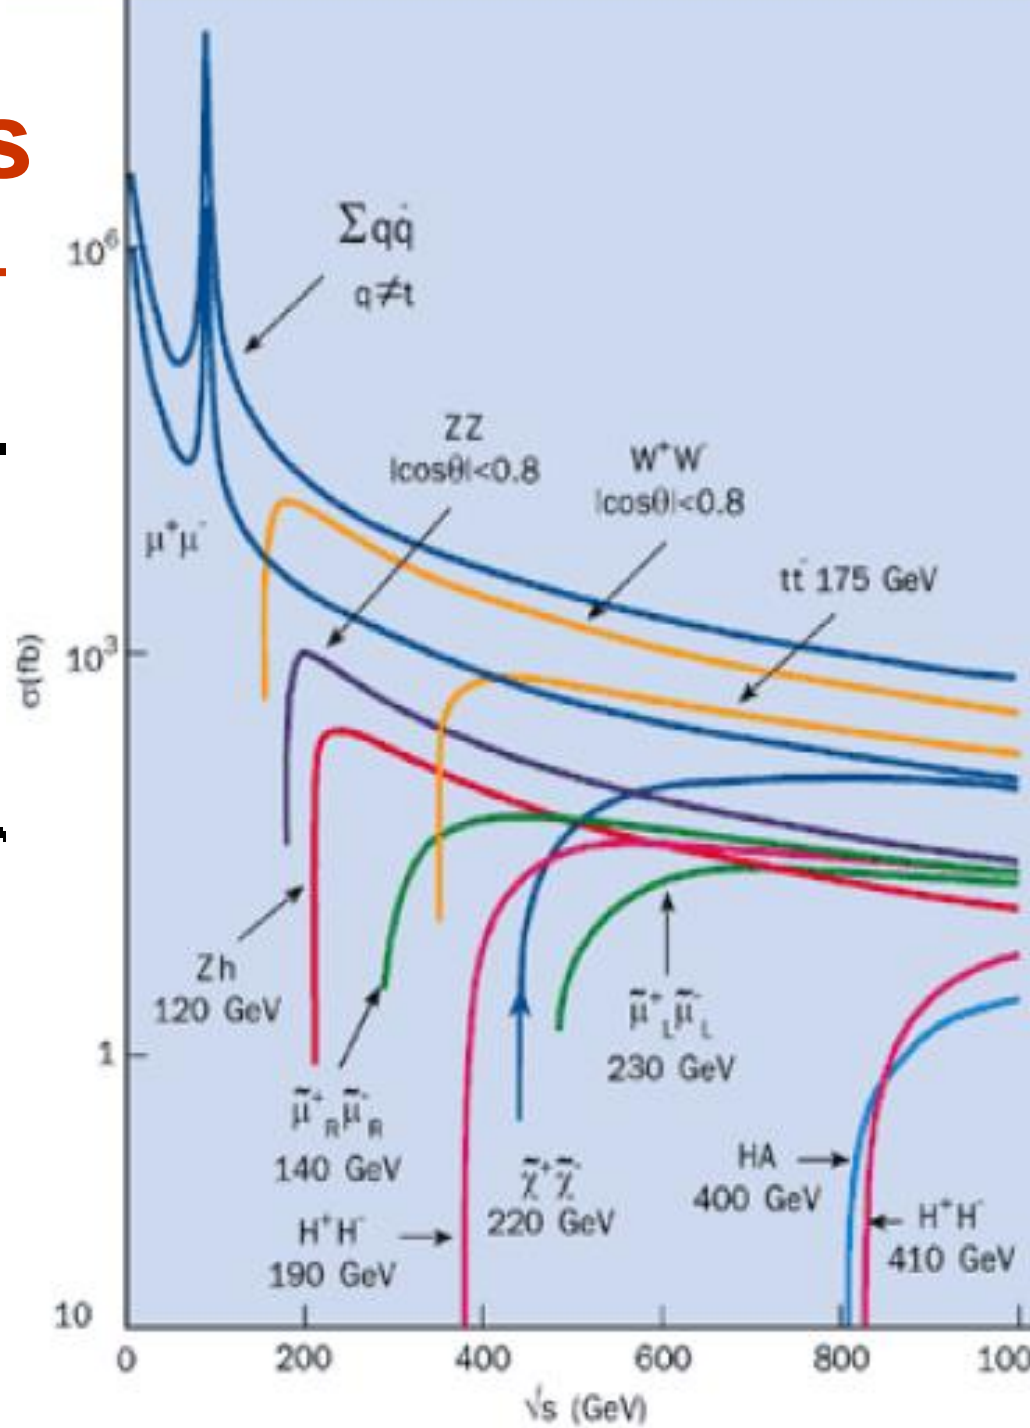 s
10⁶
Σqq̄
q≠t
ZZ
|cosθ|<0.8
W⁺W⁻
|cosθ|<0.8
μ⁺μ⁻
tt̄ 175 GeV
σ(fb)
10³
Zh
120 GeV
μ̃⁺Lμ̃⁻L
230 GeV
1
μ̃⁺Rμ̃⁻R
140 GeV
χ̃⁺χ̃⁻
220 GeV
HA
400 GeV
H⁺H⁻
190 GeV
H⁺H⁻
410 GeV
10
0 200 400 600 800 100
√s (GeV)